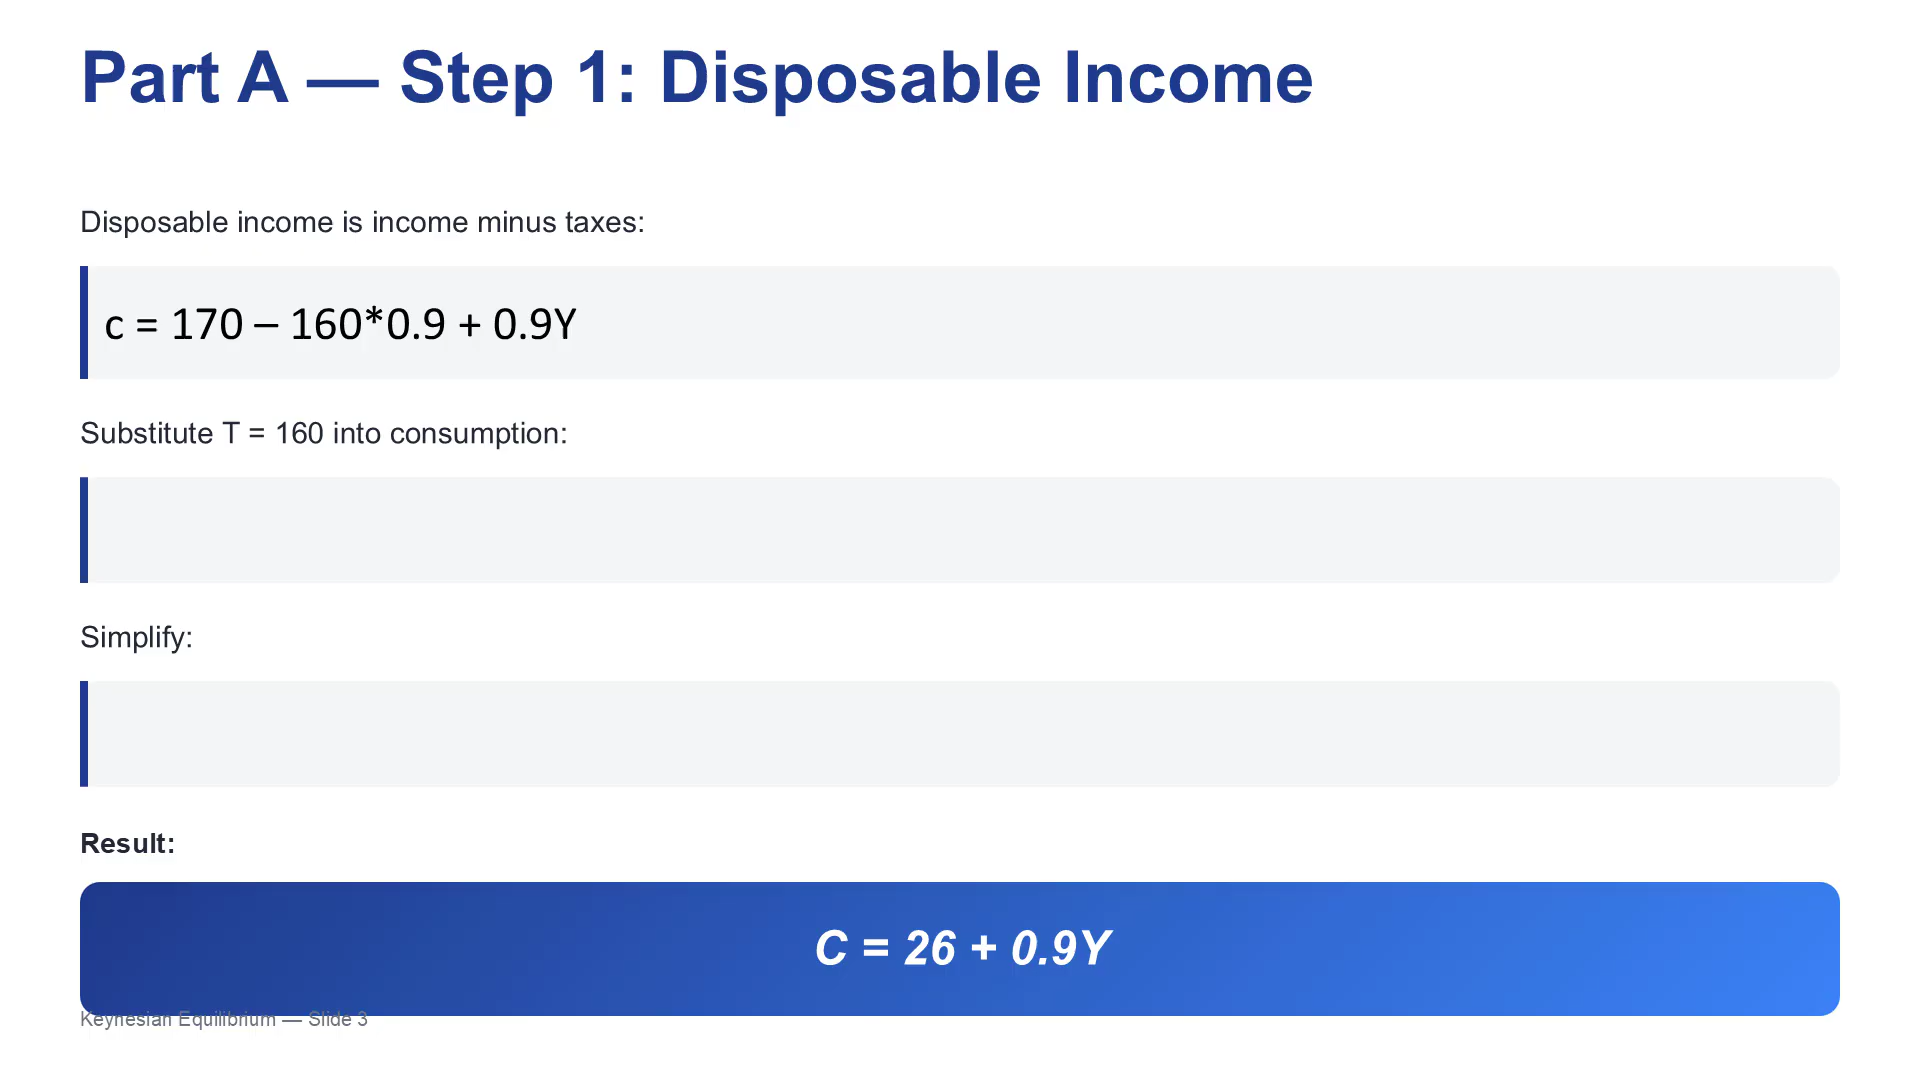 Part A — Step 1: Disposable Income
Disposable income is income minus taxes:
c = 170 – 160*0.9 + 0.9Y
Substitute T = 160 into consumption:
Simplify:
Result:
C = 26 + 0.9Y
Keynesian Equilibrium — Slide 3